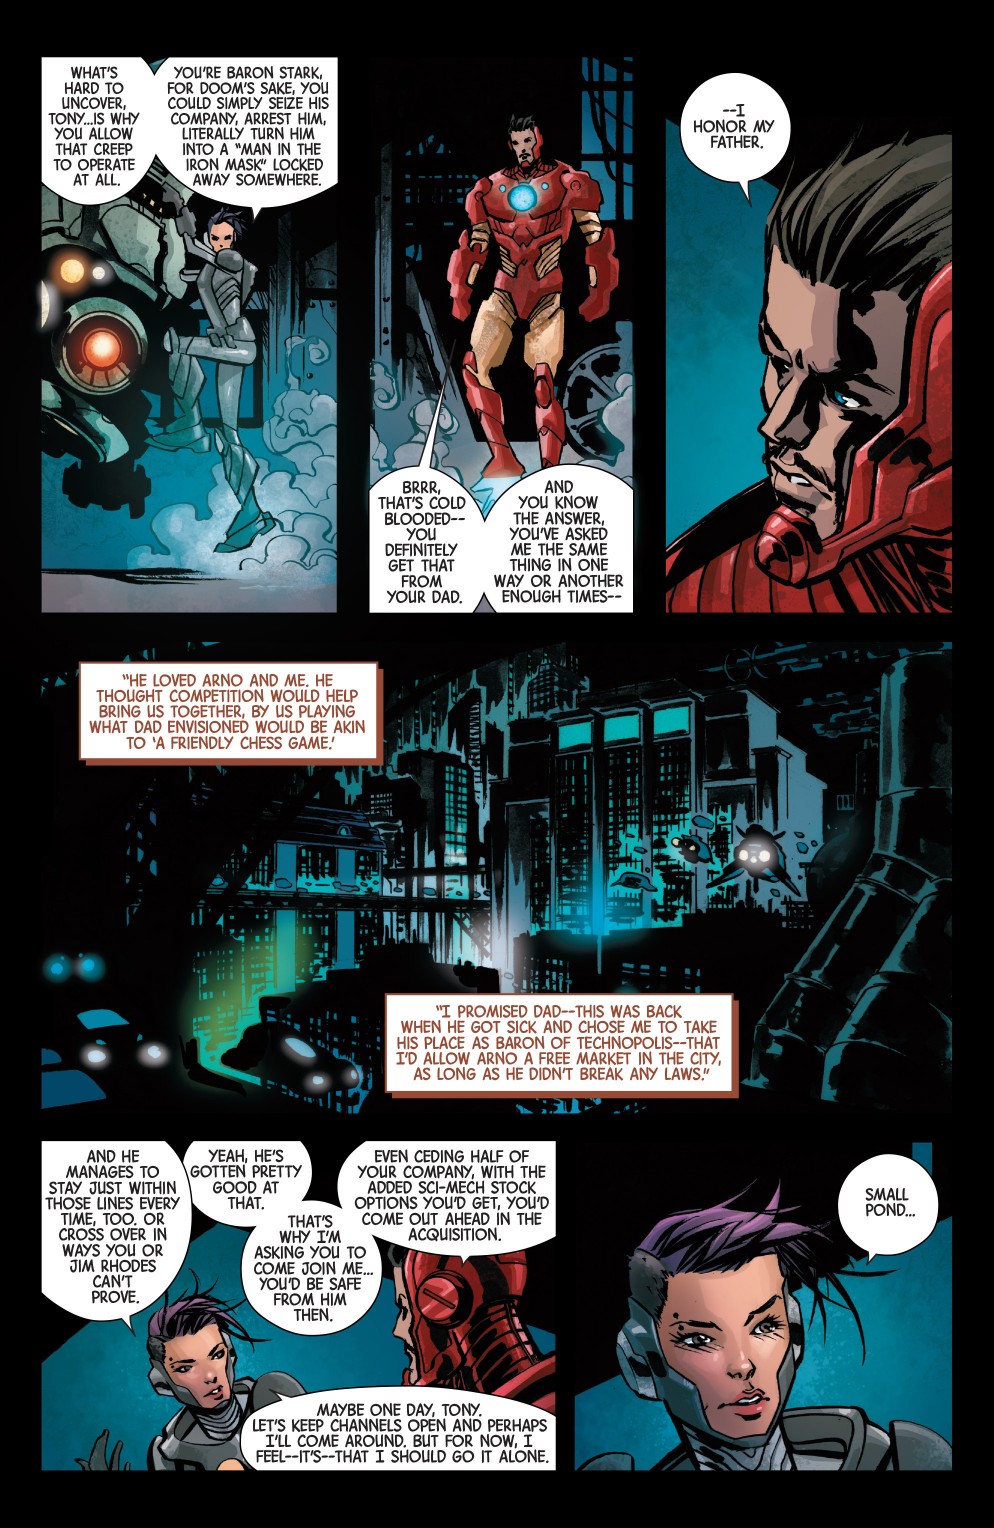 WHAT'S
HARD TO
UNCOVER,
TONY...IS WHY
YOU ALLOW
THAT CREEP
TO OPERATE
AT ALL.
YOU'RE BARON STARK,
FOR DOOM'S SAKE, YOU
COULD SIMPLY SEIZE HIS
COMPANY, ARREST HIM,
LITERALLY TURN HIM
INTO A "MAN IN THE
IRON MASK" LOCKED
AWAY SOMEWHERE.
BRRR,
THAT'S COLD
BLOODED--
YOU
DEFINITELY
GET THAT
FROM
YOUR DAD.
AND
YOU KNOW
THE ANSWER,
YOU'VE ASKED
ME THE SAME
THING IN ONE
WAY OR ANOTHER
ENOUGH TIMES--
--I
HONOR MY
FATHER.
"HE LOVED ARNO AND ME. HE
THOUGHT COMPETITION WOULD HELP
BRING US TOGETHER, BY US PLAYING
WHAT DAD ENVISIONED WOULD BE AKIN
TO 'A FRIENDLY CHESS GAME.'
"I PROMISED DAD--THIS WAS BACK
WHEN HE GOT SICK AND CHOSE ME TO TAKE
HIS PLACE AS BARON OF TECHNOPOLIS--THAT
I'D ALLOW ARNO A FREE MARKET IN THE CITY,
AS LONG AS HE DIDN'T BREAK ANY LAWS."
AND HE
MANAGES TO
STAY JUST WITHIN
THOSE LINES EVERY
TIME, TOO. OR
CROSS OVER IN
WAYS YOU OR
JIM RHODES
CAN'T
PROVE.
YEAH, HE'S
GOTTEN PRETTY
GOOD AT
THAT.
THAT'S
WHY I'M
ASKING YOU TO
COME JOIN ME...
YOU'D BE SAFE
FROM HIM
THEN.
EVEN CEDING HALF OF
YOUR COMPANY, WITH THE
ADDED SCI-MECH STOCK
OPTIONS YOU'D GET, YOU'D
COME OUT AHEAD IN THE
ACQUISITION.
MAYBE ONE DAY, TONY.
LET'S KEEP CHANNELS OPEN AND PERHAPS
I'LL COME AROUND. BUT FOR NOW, I
FEEL--IT'S--THAT I SHOULD GO IT ALONE.
SMALL
POND...